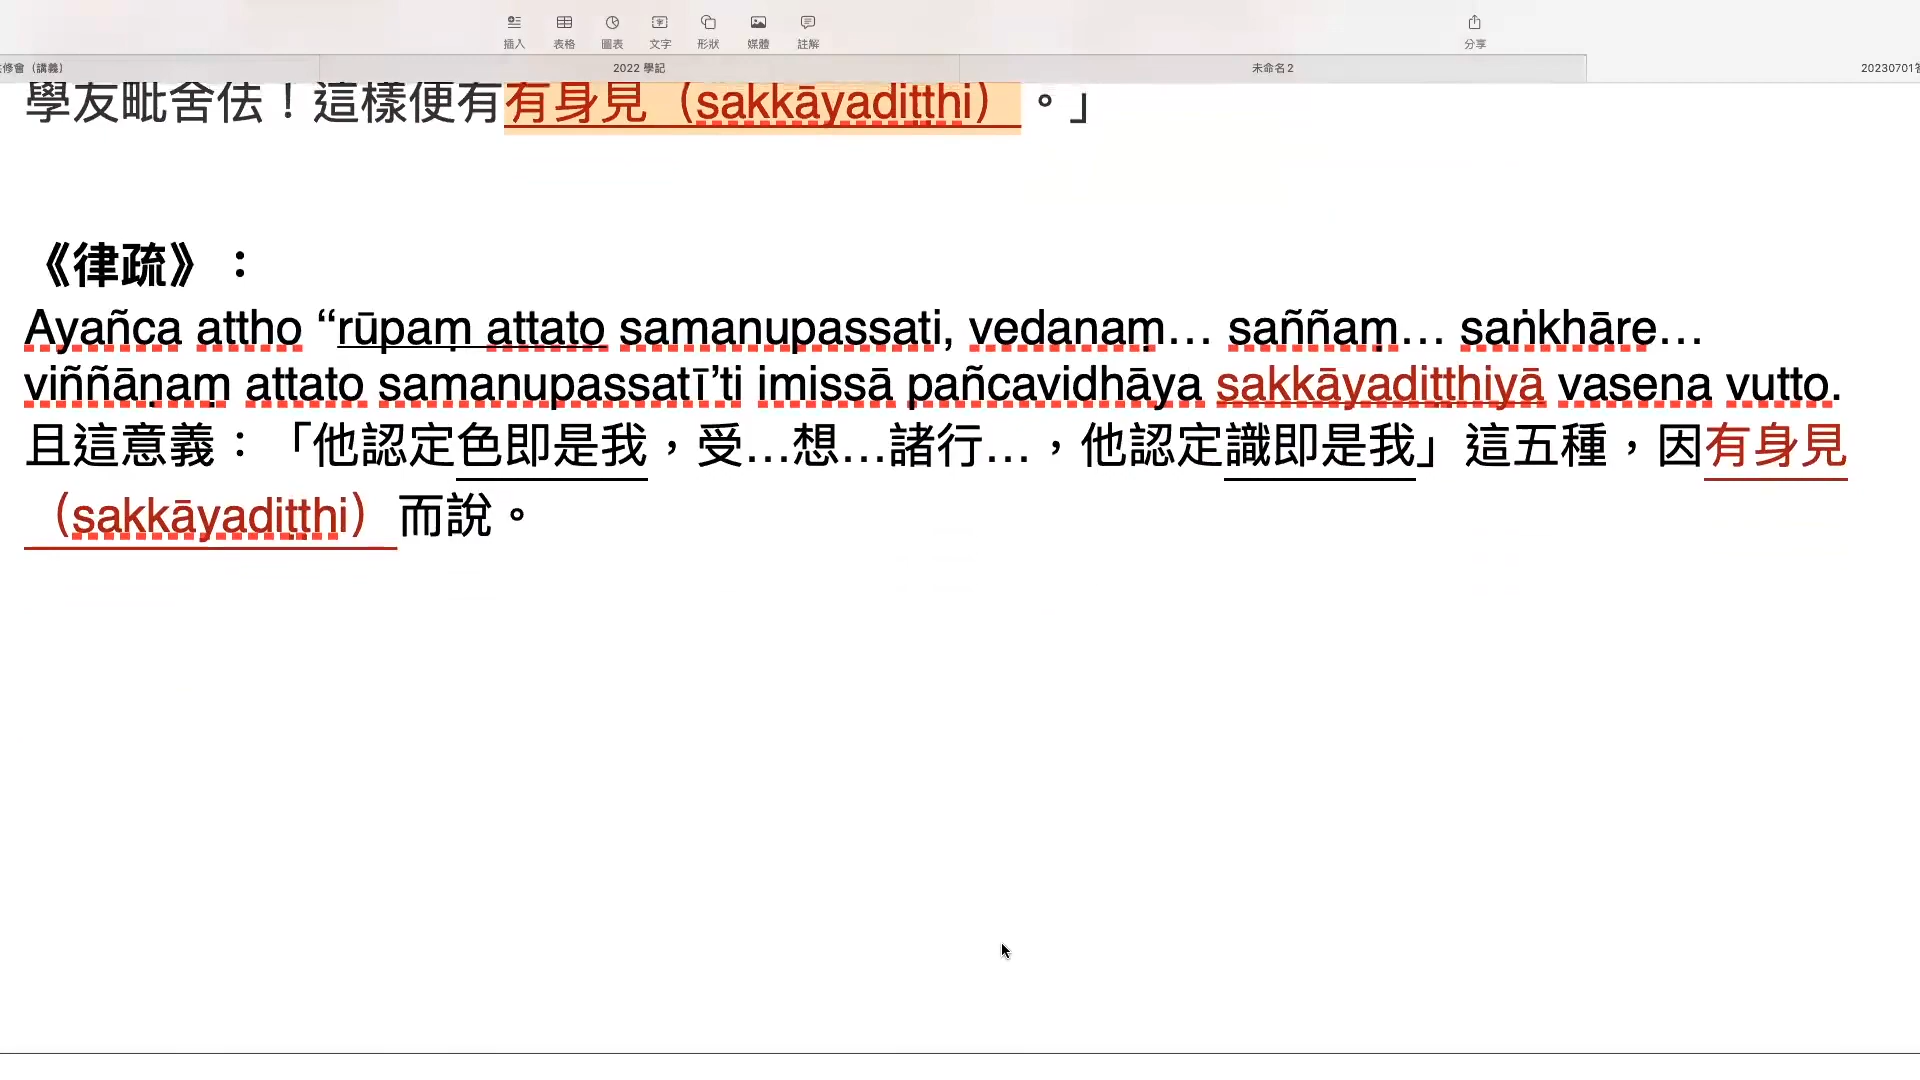 插入 表格 圖表 文字 形狀 媒體 註解 分享
修會（講義） 2022 學記 未命名 2 20230701
學友毗舍佉！這樣便有有身見（sakkāyadiṭṭhi）。」
《律疏》：
Ayañca attho “rūpaṃ attato samanupassati, vedanaṃ… saññaṃ… saṅkhāre…
viññāṇaṃ attato samanupassatī’ti imissā pañcavidhāya sakkāyadiṭṭhiyā vasena vutto.
且這意義：「他認定色即是我，受…想…諸行…，他認定識即是我」這五種，因有身見
（sakkāyadiṭṭhi）而說。